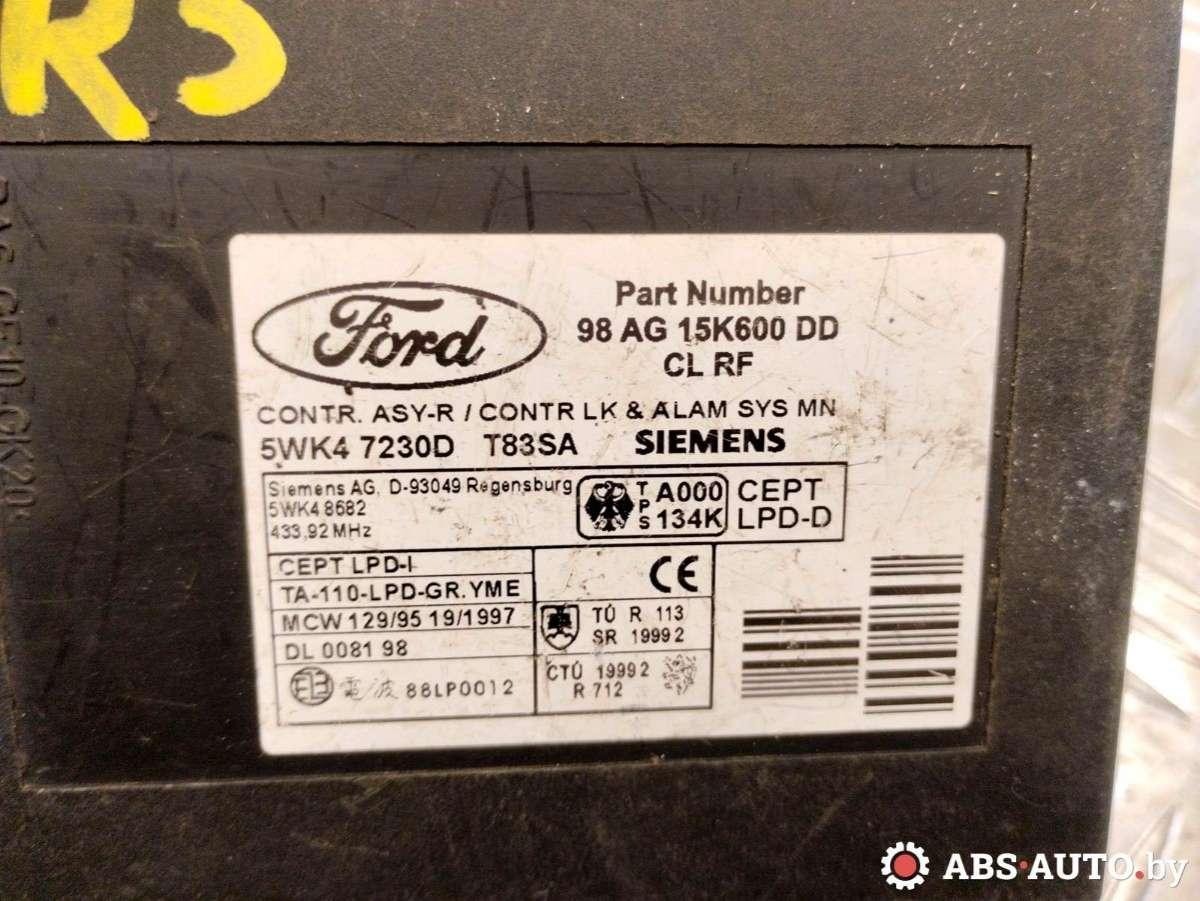 RS
Ford
Part Number
98 AG 15K600 DD
CL RF
CONTR. ASY-R / CONTR LK & ALAM SYS MN
5WK4 7230D T83SA SIEMENS
Siemens AG, D-93049 Regensburg
5WK4 8682
433,92 MHz
T P S A000 134K
CEPT
LPD-D
CEPT LPD-I
TA-110-LPD-GR.YME
MCW 129/95 19/1997
DL 0081 98
電波 88LP0012
CE
TÚ R 113
SR 1999 2
CTÚ 1999 2
R 712
ABS·AUTO.by